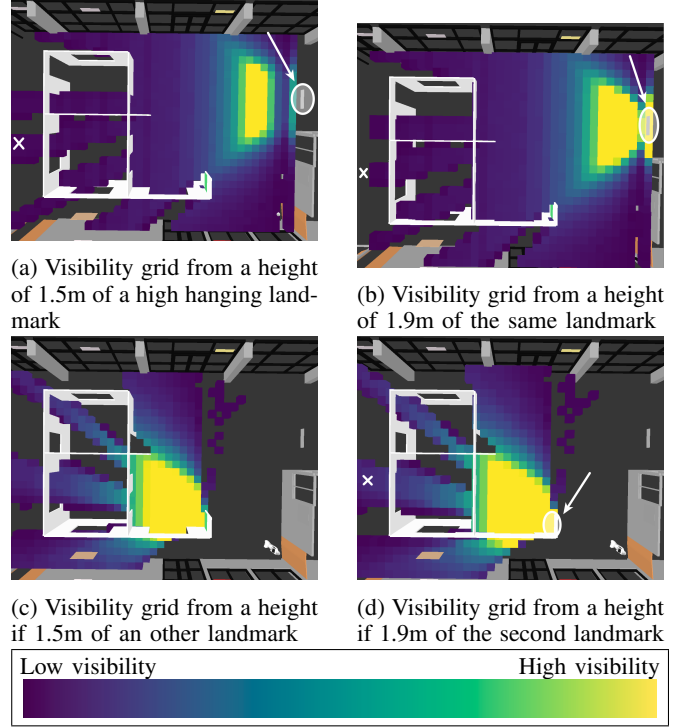 (a) Visibility grid from a height
of 1.5m of a high hanging land-
mark
(b) Visibility grid from a height
of 1.9m of the same landmark
(c) Visibility grid from a height
if 1.5m of an other landmark
(d) Visibility grid from a height
if 1.9m of the second landmark
Low visibility High visibility